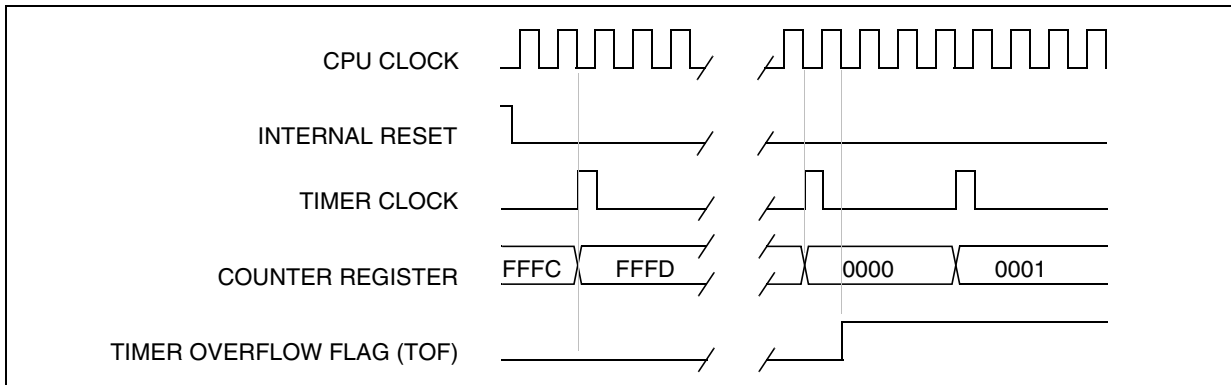 CPU CLOCK
INTERNAL RESET
TIMER CLOCK
COUNTER REGISTER
FFFC
FFFD
0000
0001
TIMER OVERFLOW FLAG (TOF)